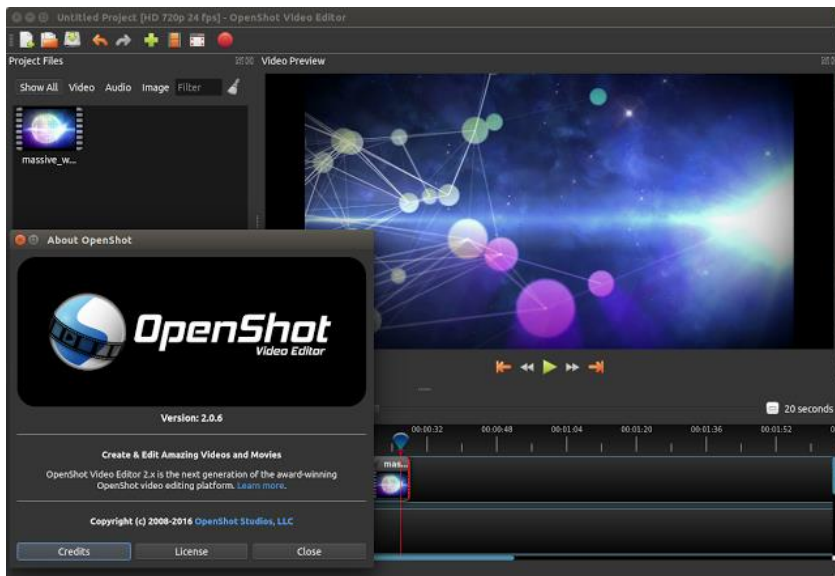 Untitled Project [HD 720p 24 fps] - OpenShot Video Editor
Project Files
Video Preview
Show All Video Audio Image Filter
massive_w...
About OpenShot
OpenShot
Video Editor
Version: 2.0.6
Create & Edit Amazing Videos and Movies
OpenShot Video Editor 2.x is the next generation of the award-winning
OpenShot video editing platform. Learn more.
Copyright (c) 2008-2016 OpenShot Studios, LLC
Credits License Close
20 seconds
00:00:32 00:00:48 00:01:04 00:01:20 00:01:36 00:01:52
mas...